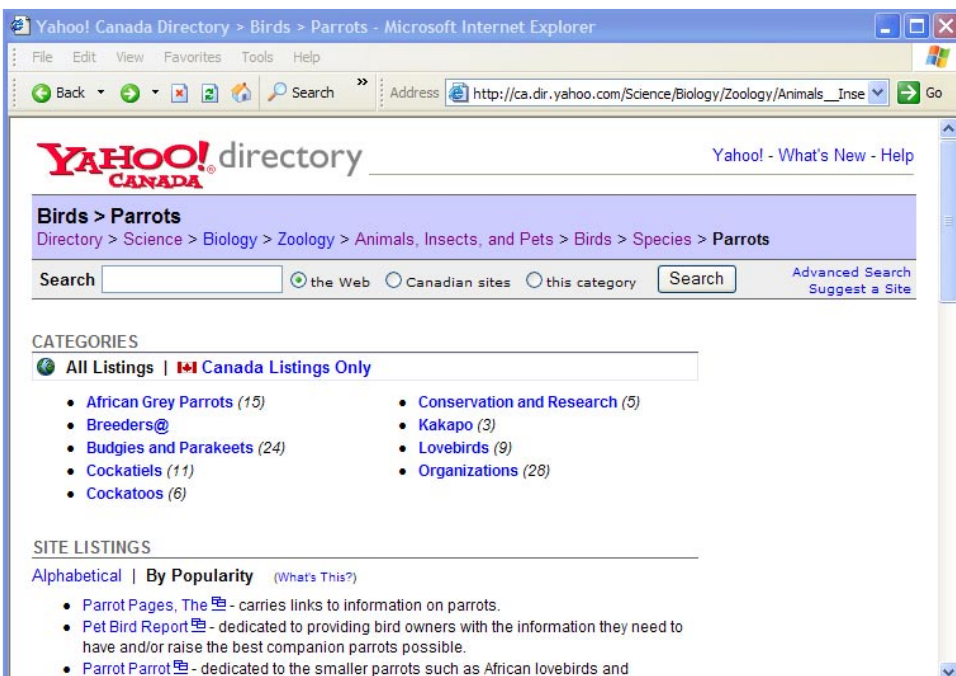 Yahoo! Canada Directory > Birds > Parrots - Microsoft Internet Explorer
File Edit View Favorites Tools Help
Back Search » Address http://ca.dir.yahoo.com/Science/Biology/Zoology/Animals__Inse Go
YAHOO! directory
CANADA
Yahoo! - What's New - Help
Birds > Parrots
Directory > Science > Biology > Zoology > Animals, Insects, and Pets > Birds > Species > Parrots
Search the Web Canadian sites this category Search Advanced Search
Suggest a Site
CATEGORIES
All Listings | Canada Listings Only
• African Grey Parrots (15)
• Breeders@
• Budgies and Parakeets (24)
• Cockatiels (11)
• Cockatoos (6)
• Conservation and Research (5)
• Kakapo (3)
• Lovebirds (9)
• Organizations (28)
SITE LISTINGS
Alphabetical | By Popularity (What's This?)
• Parrot Pages, The - carries links to information on parrots.
• Pet Bird Report - dedicated to providing bird owners with the information they need to
have and/or raise the best companion parrots possible.
• Parrot Parrot - dedicated to the smaller parrots such as African lovebirds and